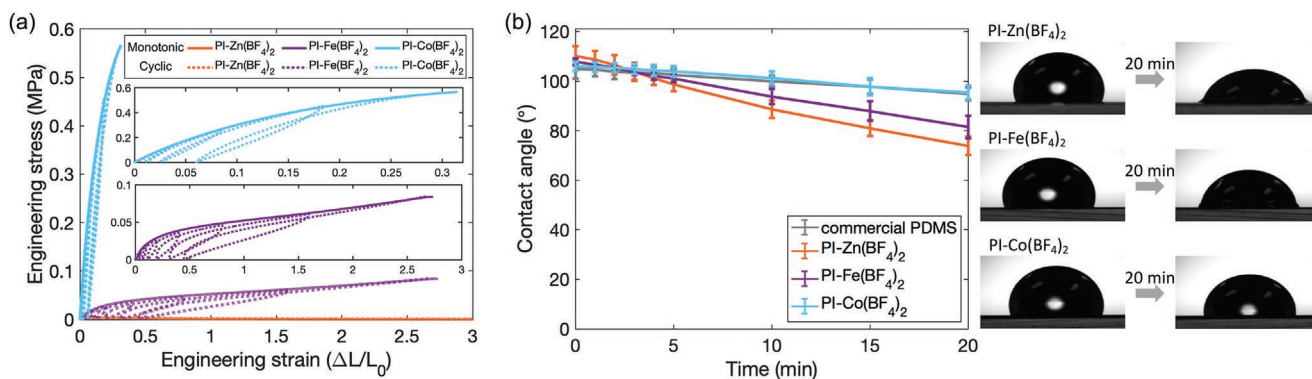 (a)
Engineering stress (MPa)
0.6
0.5
0.4
0.3
0.2
0.1
0
Monotonic PI-Zn(BF4)2 PI-Fe(BF4)2 PI-Co(BF4)2
Cyclic PI-Zn(BF4)2 PI-Fe(BF4)2 PI-Co(BF4)2
0.6
0.4
0.2
0
0 0.05 0.1 0.15 0.2 0.25 0.3
0.1
0.05
0
0 0.5 1 1.5 2 2.5 3
0 0.5 1 1.5 2 2.5 3
Engineering strain (ΔL/L0)
(b)
Contact angle (°)
120
100
80
60
40
20
0
commercial PDMS
PI-Zn(BF4)2
PI-Fe(BF4)2
PI-Co(BF4)2
0 5 10 15 20
Time (min)
PI-Zn(BF4)2
20 min
PI-Fe(BF4)2
20 min
PI-Co(BF4)2
20 min